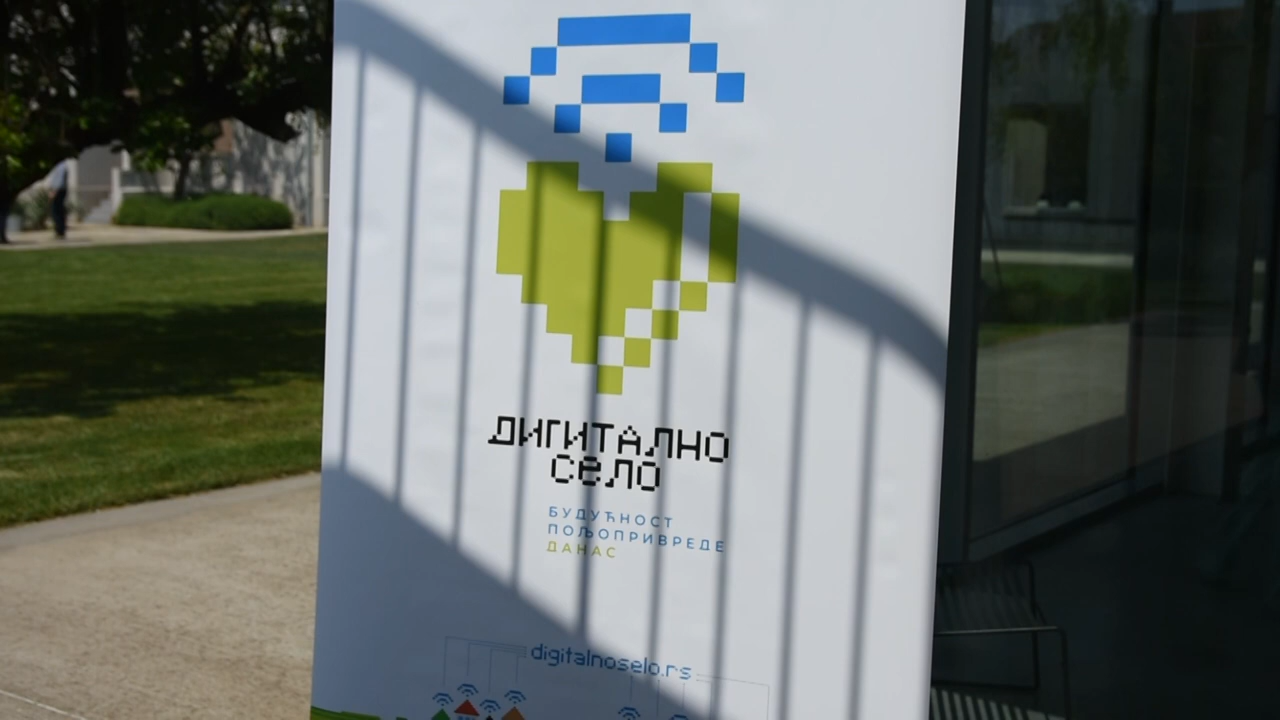 ДИГИТАЛНО
село
БУДУЋНОСТ
ПОЉОПРИВРЕДЕ
ДАНАС
digitalnoselo.rs